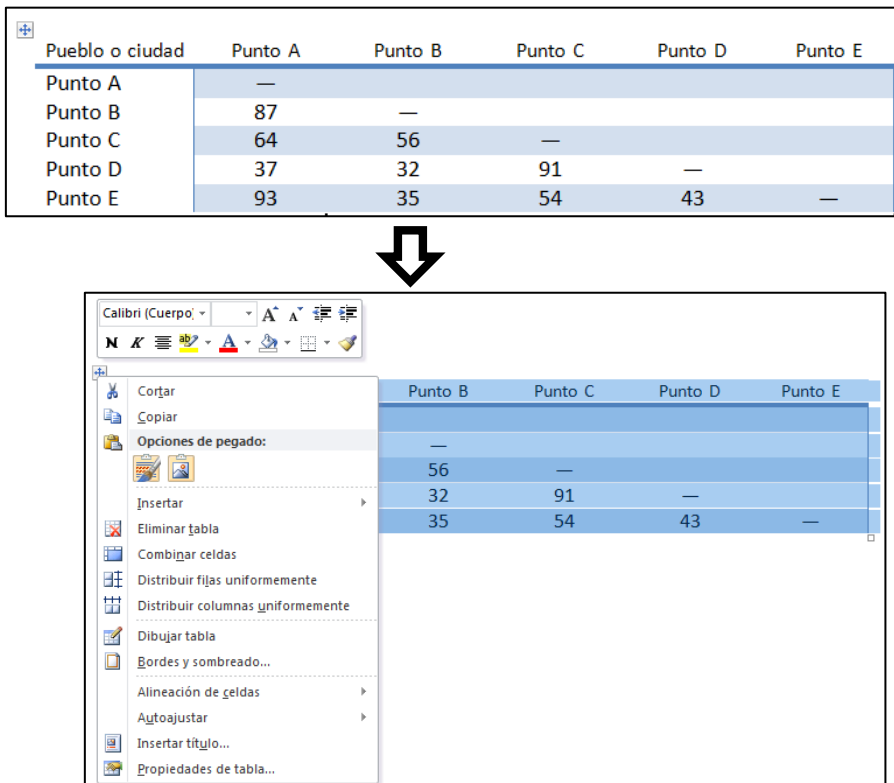 Pueblo o ciudad Punto A Punto B Punto C Punto D Punto E
Punto A —
Punto B 87 —
Punto C 64 56 —
Punto D 37 32 91 —
Punto E 93 35 54 43 —
Calibri (Cuerpo
N K ab A
Punto B Punto C Punto D Punto E
—
56 —
32 91 —
35 54 43 —
Cortar
Copiar
Opciones de pegado:
Insertar
Eliminar tabla
Combinar celdas
Distribuir filas uniformemente
Distribuir columnas uniformemente
Dibujar tabla
Bordes y sombreado...
Alineación de celdas
Autoajustar
Insertar título...
Propiedades de tabla...